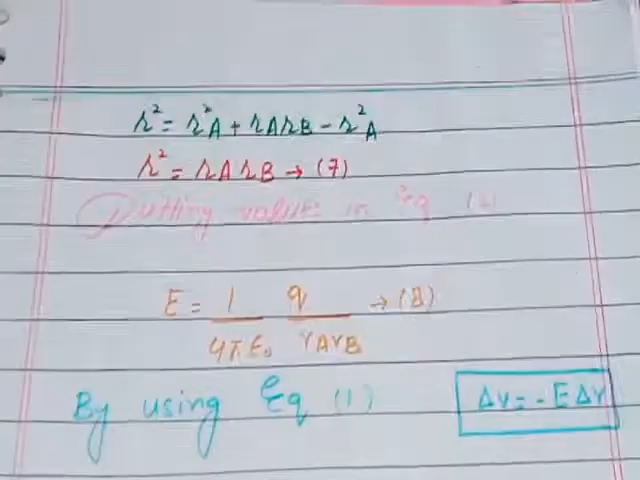 r² = r²A + rArB - r²A
r² = rArB → (7)
Putting values in Eq
E = 1/4πε₀ q/rArB → (8)
By using Eq (1) ΔV = - EΔr